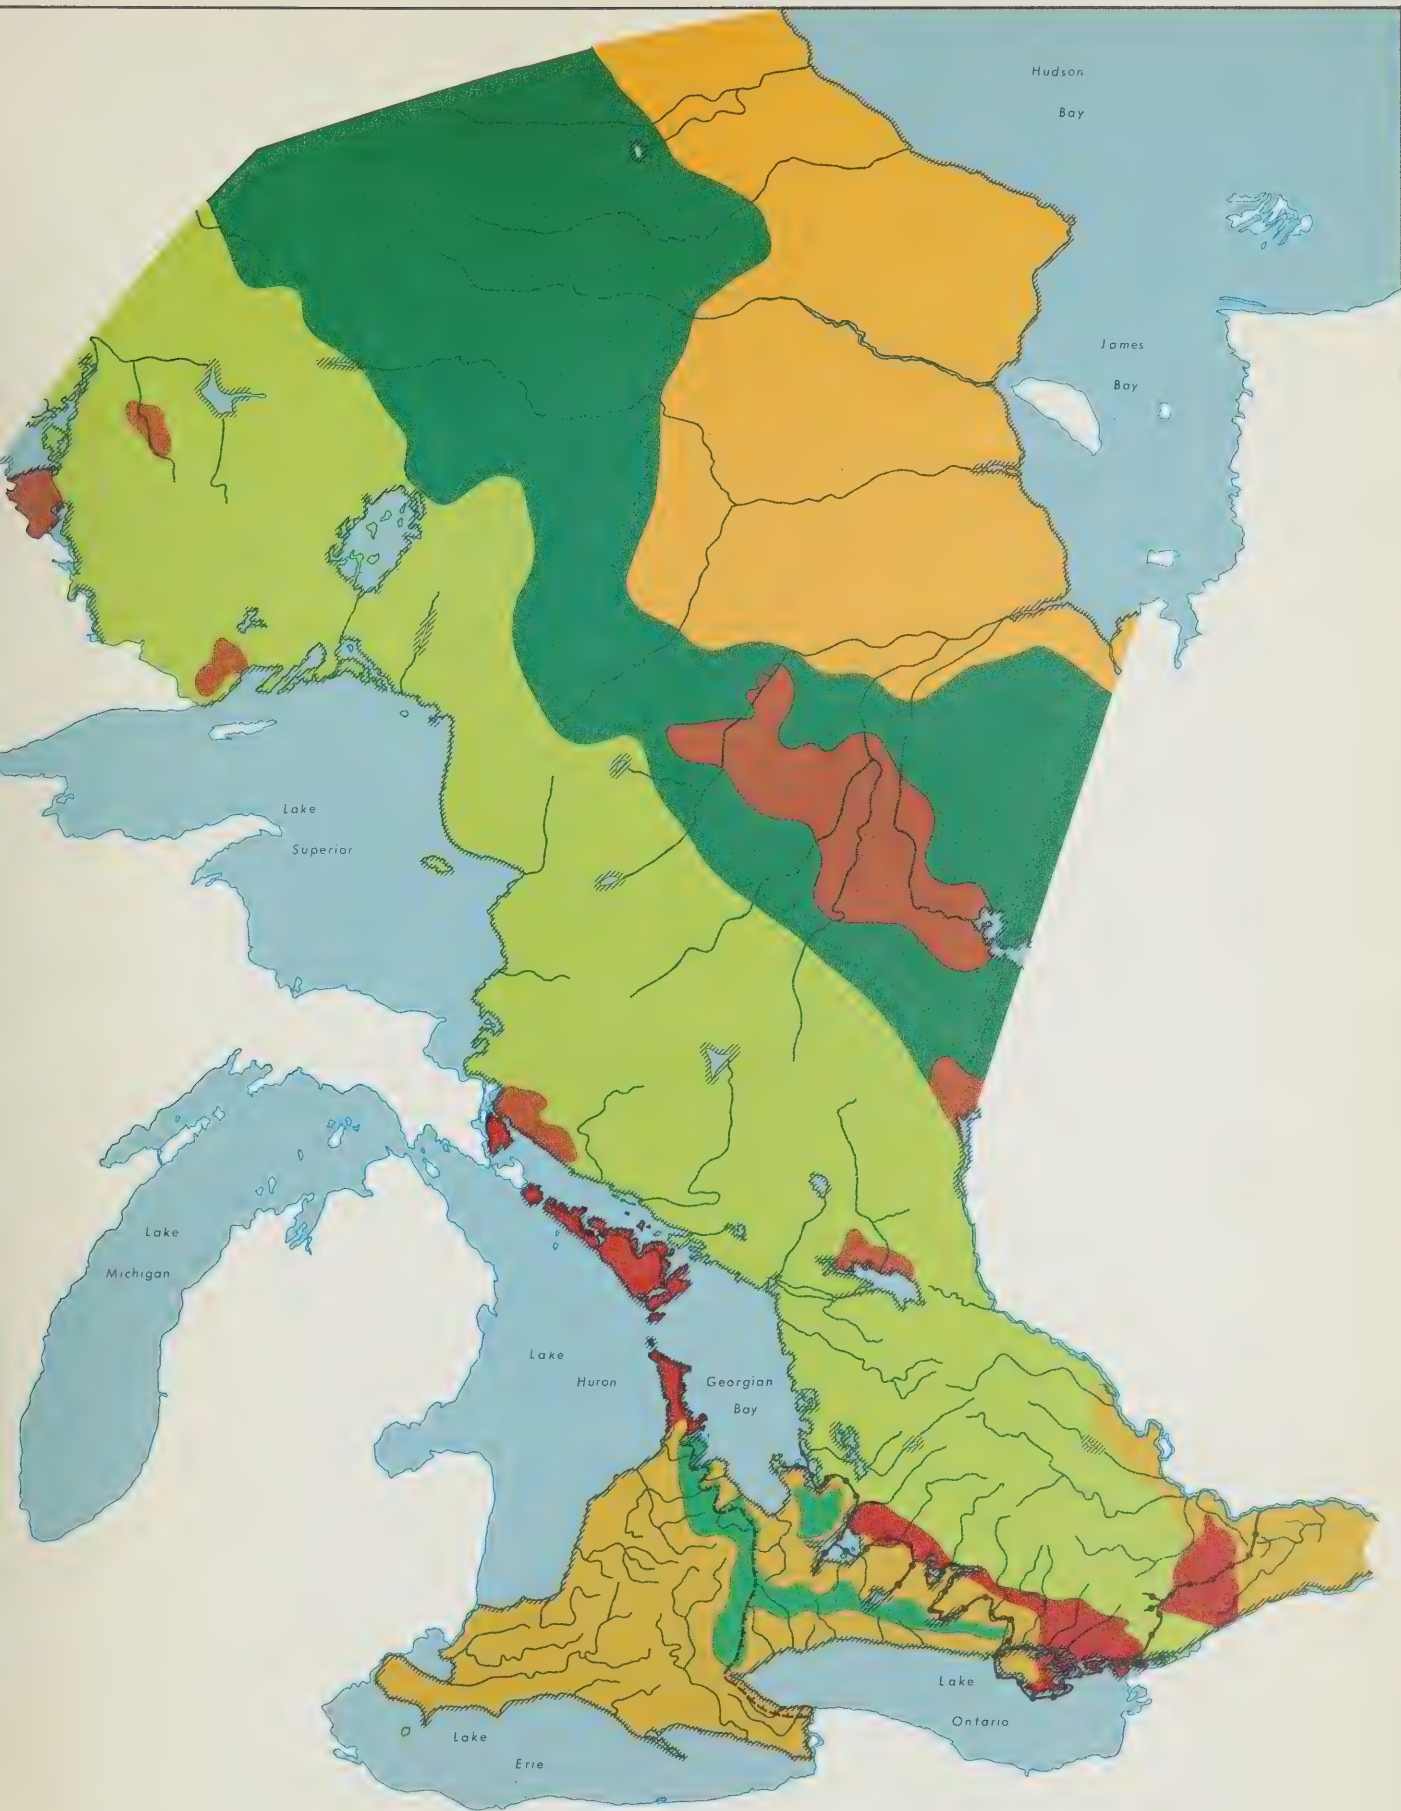 Hudson
Bay
James
Bay
Lake
Superior
Lake
Michigan
Lake
Huron
Georgian
Bay
Lake
Ontario
Lake
Erie